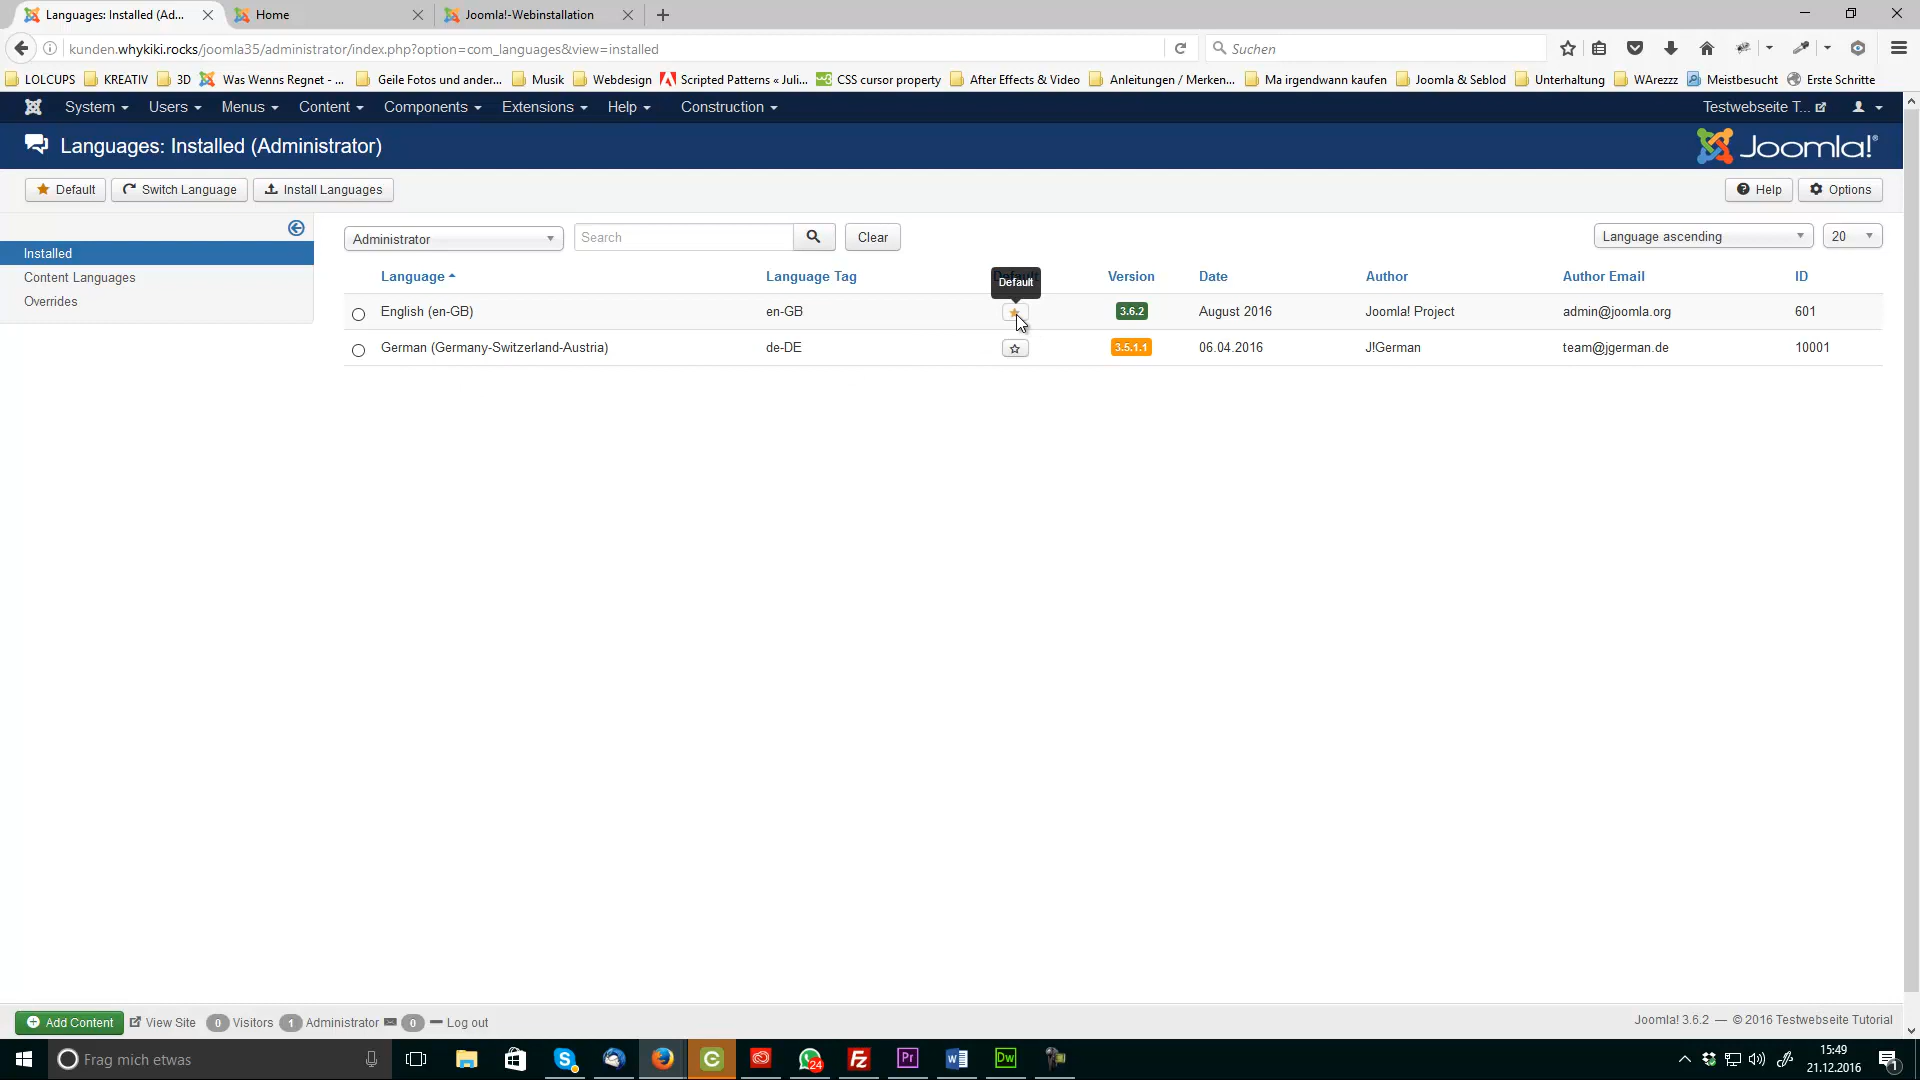 Languages: Installed (Ad...
Home
Joomla!-Webinstallation
kunden.whykiki.rocks/joomla35/administrator/index.php?option=com_languages&view=installed
Suchen
LOLCUPS
KREATIV
3D
Was Wenns Regnet - ...
Geile Fotos und ander...
Musik
Webdesign
Scripted Patterns « Juli...
CSS cursor property
After Effects & Video
Anleitungen / Merken...
Ma irgendwann kaufen
Joomla & Seblod
Unterhaltung
WArezzz
Meistbesucht
Erste Schritte
System
Users
Menus
Content
Components
Extensions
Help
Construction
Testwebseite T...
Languages: Installed (Administrator)
Joomla!®
Default
Switch Language
Install Languages
Help
Options
Installed
Content Languages
Overrides
Administrator
Search
Clear
Language ascending
20
Language
Language Tag
Default
Version
Date
Author
Author Email
ID
English (en-GB)
en-GB
3.6.2
August 2016
Joomla! Project
admin@joomla.org
601
German (Germany-Switzerland-Austria)
de-DE
3.5.1.1
06.04.2016
J!German
team@jgerman.de
10001
Add Content
View Site
0 Visitors
1 Administrator
0
Log out
Joomla! 3.6.2 — © 2016 Testwebseite Tutorial
Frag mich etwas
24
Fz
Pr
Dw
15:49
21.12.2016
1